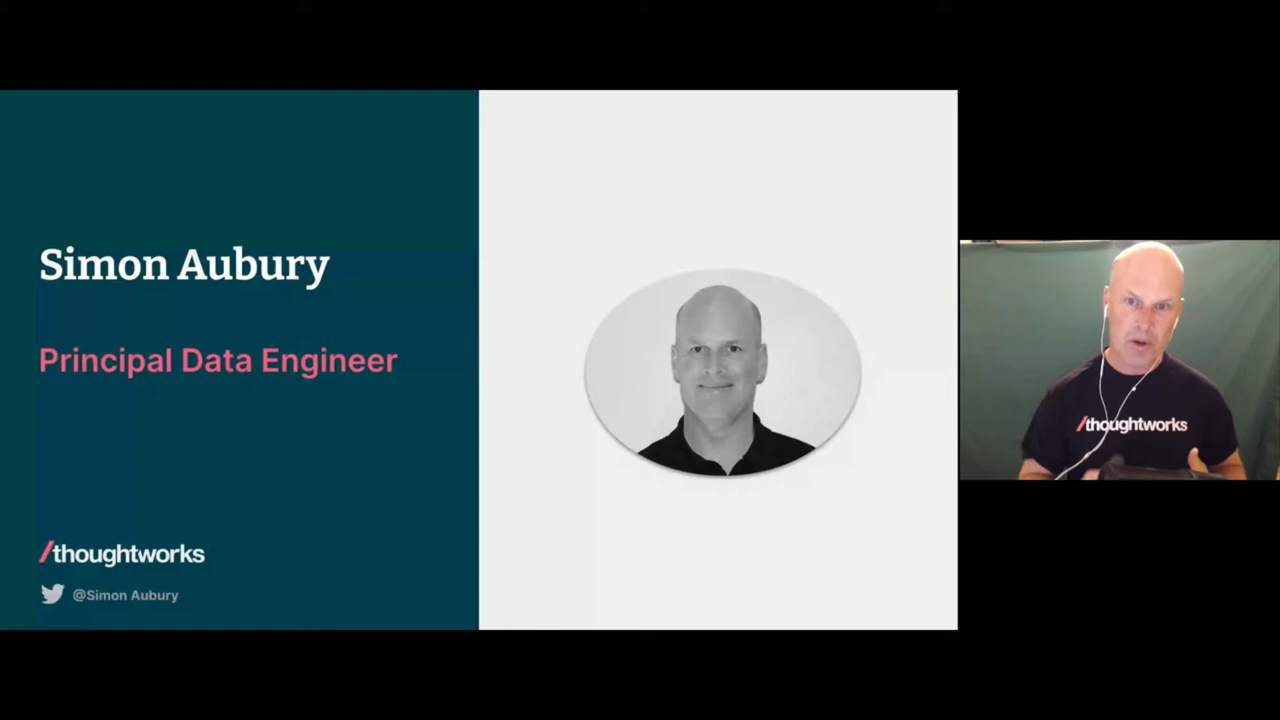 Simon Aubury
Principal Data Engineer
/thoughtworks
@Simon Aubury
/thoughtworks